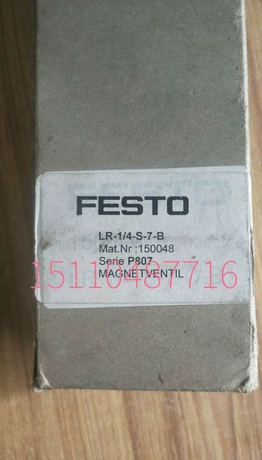 FESTO
LR-1/4-S-7-B
Mat.Nr :150048
Serie P807
15110487716
MAGNETVENTIL